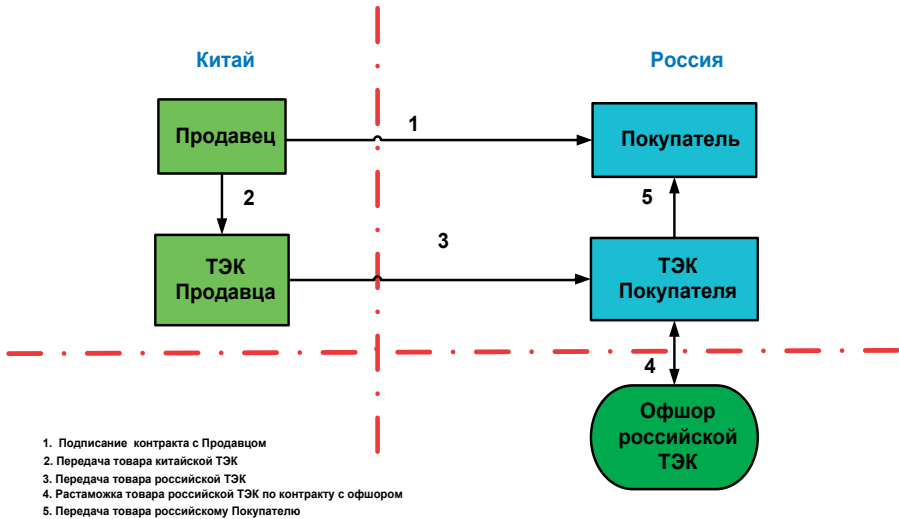 Китай
Россия
Продавец
1
Покупатель
2
5
ТЭК
Продавца
3
ТЭК
Покупателя
4
Офшор
российской
ТЭК
1. Подписание контракта с Продавцом
2. Передача товара китайской ТЭК
3. Передача товара российской ТЭК
4. Растаможка товара российской ТЭК по контракту с офшором
5. Передача товара российскому Покупателю